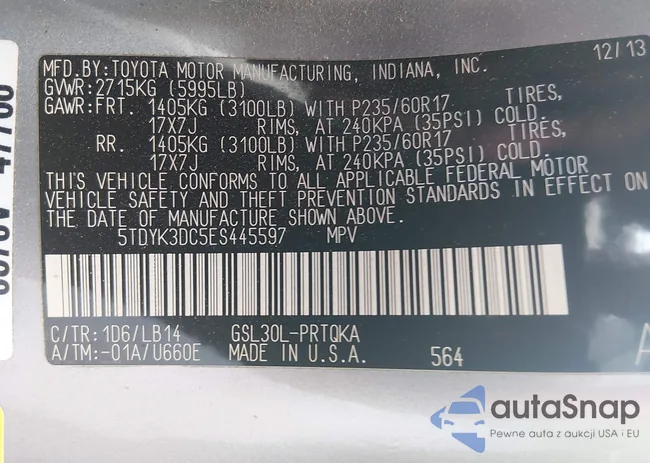 12/13
MFD.BY:TOYOTA MOTOR MANUFACTURING, INDIANA, INC.
GVWR:2715KG (5995LB)
GAWR:FRT. 1405KG (3100LB) WITH P235/60R17 TIRES,
17X7J RIMS, AT 240KPA (35PSI) COLD.
RR. 1405KG (3100LB) WITH P235/60R17 TIRES,
17X7J RIMS, AT 240KPA (35PSI) COLD.
THIS VEHICLE CONFORMS TO ALL APPLICABLE FEDERAL MOTOR
VEHICLE SAFETY AND THEFT PREVENTION STANDARDS IN EFFECT ON
THE DATE OF MANUFACTURE SHOWN ABOVE.
5TDYK3DC5ES445597 MPV
C/TR:1D6/LB14 GSL30L-PRTQKA
A/TM:-01A/U660E MADE IN U.S.A. 564
autoSnap
Pewne auta z aukcji USA i EU